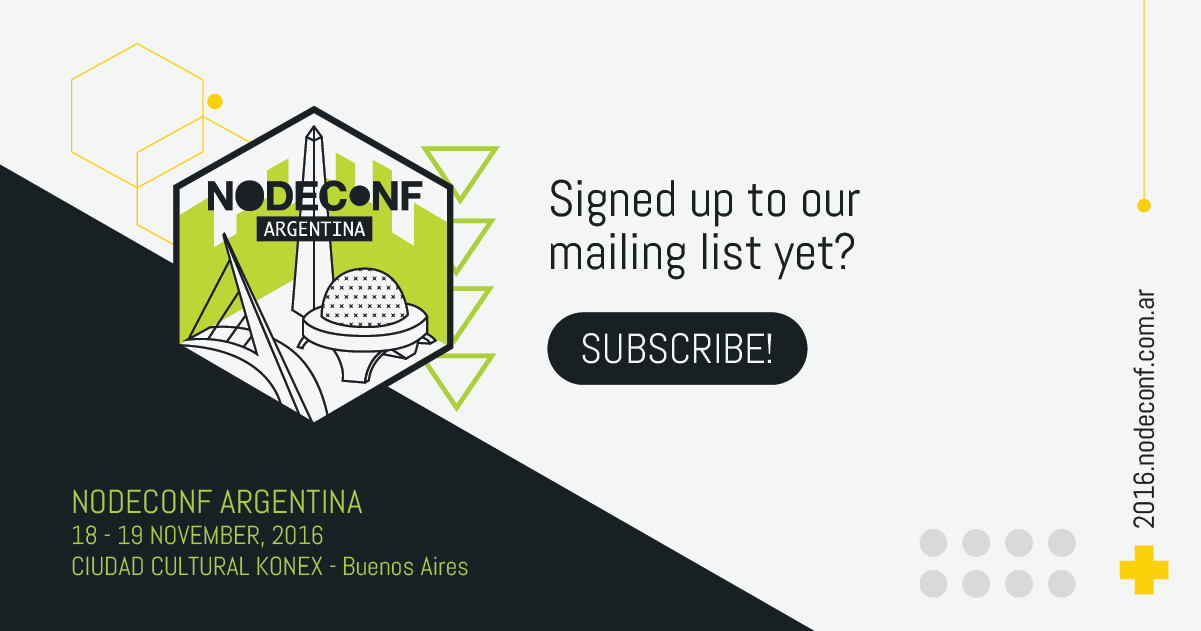 NODECONF
ARGENTINA
Signed up to our
mailing list yet?
SUBSCRIBE!
NODECONF ARGENTINA
18 - 19 NOVEMBER, 2016
CIUDAD CULTURAL KONEX - Buenos Aires
2016.nodeconf.com.ar